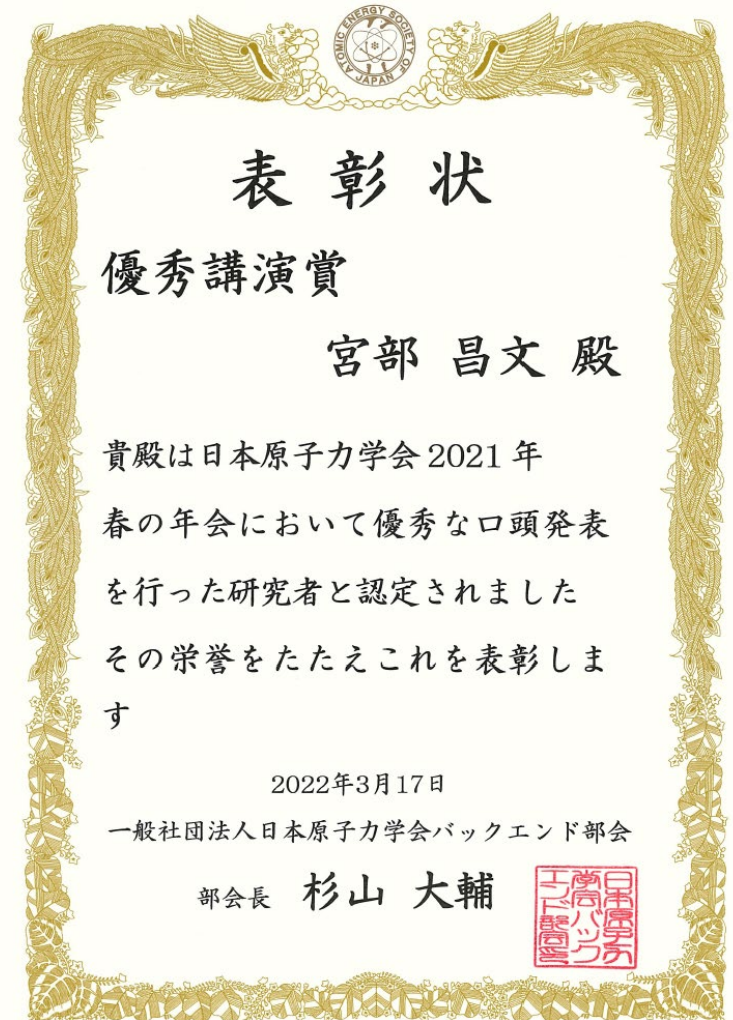 ATOMIC ENERGY SOCIETY OF JAPAN
表彰状
優秀講演賞
宮部 昌文 殿
貴殿は日本原子力学会 2021 年
春の年会において優秀な口頭発表
を行った研究者と認定されました
その栄誉をたたえこれを表彰しま
す
2022年3月17日
一般社団法人日本原子力学会バックエンド部会
部会長 杉山 大輔
日本原子力
学会バック
エンド部会印